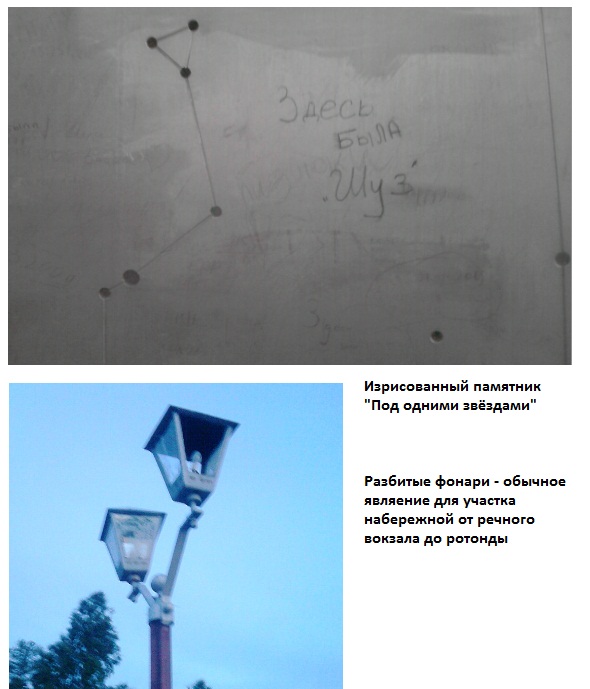 Здесь
была
Шуз
Изрисованный памятник
"Под одними звёздами"
Разбитые фонари - обычное
являение для участка
набережной от речного
вокзала до ротонды